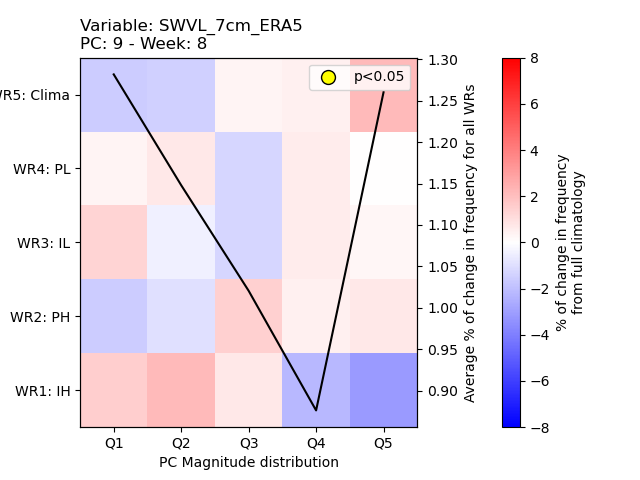 Variable: SWVL_7cm_ERA5
PC: 9 - Week: 8
p<0.05
WR5: Clima
WR4: PL
WR3: IL
WR2: PH
WR1: IH
Q1 Q2 Q3 Q4 Q5
PC Magnitude distribution
1.30
1.25
1.20
1.15
1.10
1.05
1.00
0.95
0.90
Average % of change in frequency for all WRs
8
6
4
2
0
−2
−4
−6
−8
% of change in frequency
from full climatology